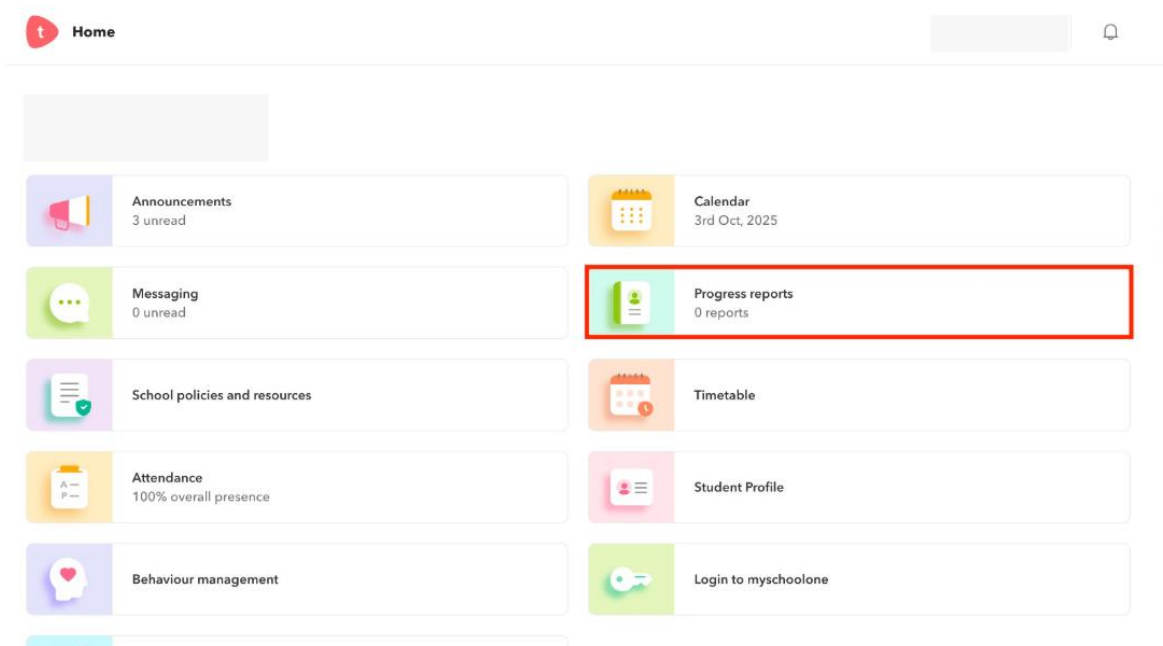 t
Home
Announcements
3 unread
Calendar
3rd Oct, 2025
Messaging
0 unread
Progress reports
0 reports
School policies and resources
Timetable
A
P
Attendance
100% overall presence
Student Profile
Behaviour management
Login to myschoolone